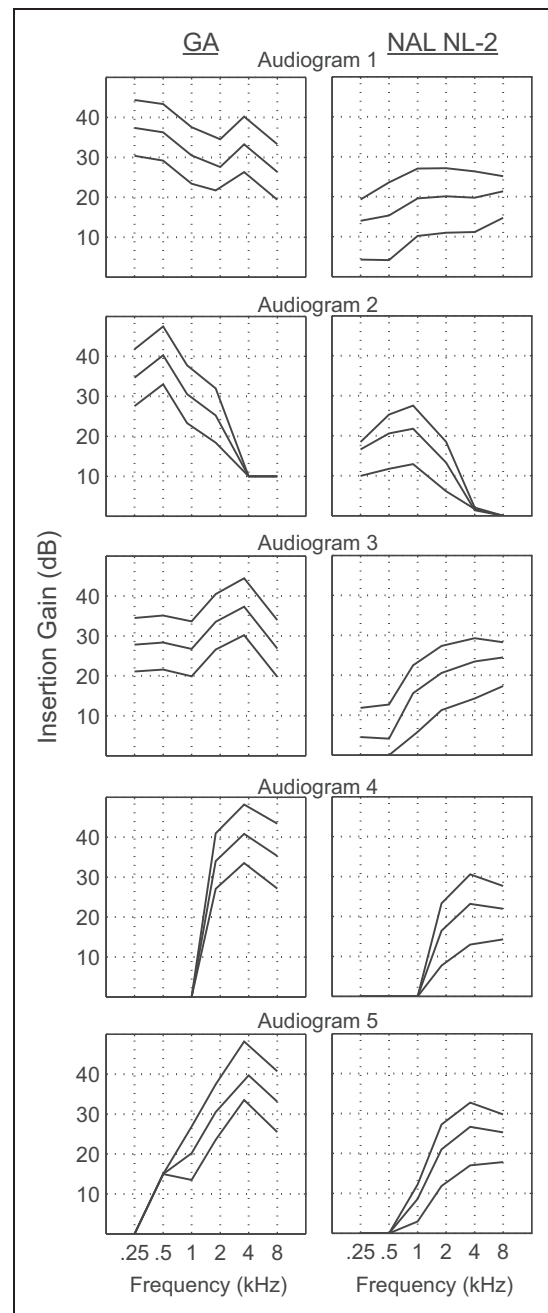 GA NAL NL-2
Audiogram 1
40
30
20
10
Audiogram 2
40
30
20
10
Audiogram 3
40
30
20
10
Audiogram 4
40
30
20
10
Audiogram 5
40
30
20
10
Insertion Gain (dB)
.25 .5 1 2 4 8 .25 .5 1 2 4 8
Frequency (kHz) Frequency (kHz)